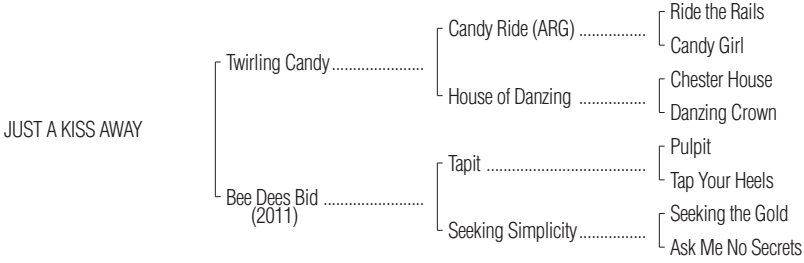 Ride the Rails
Candy Ride (ARG) ................
Candy Girl
Twirling Candy ......................
Chester House
House of Danzing ................
Danzing Crown
JUST A KISS AWAY
Pulpit
Tapit ................................
Tap Your Heels
Bee Dees Bid ........................
(2011)
Seeking the Gold
Seeking Simplicity ................
Ask Me No Secrets